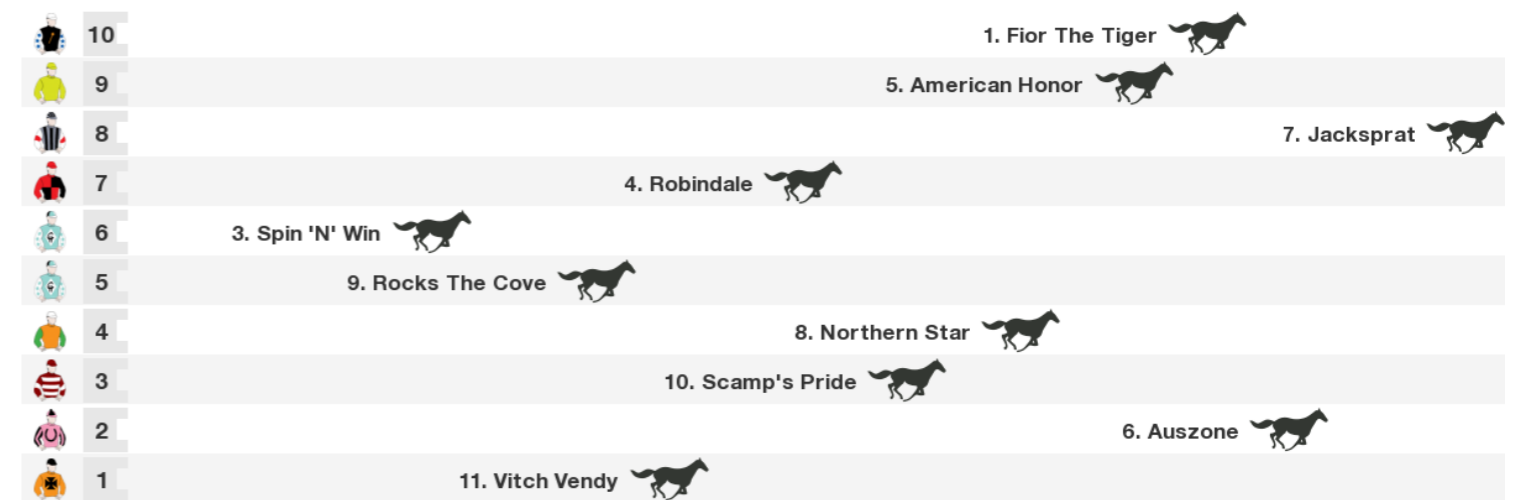 10 1. Fior The Tiger
9 5. American Honor
8 7. Jacksprat
7 4. Robindale
6 3. Spin 'N' Win
5 9. Rocks The Cove
4 8. Northern Star
3 10. Scamp's Pride
2 6. Auszone
1 11. Vitch Vendy